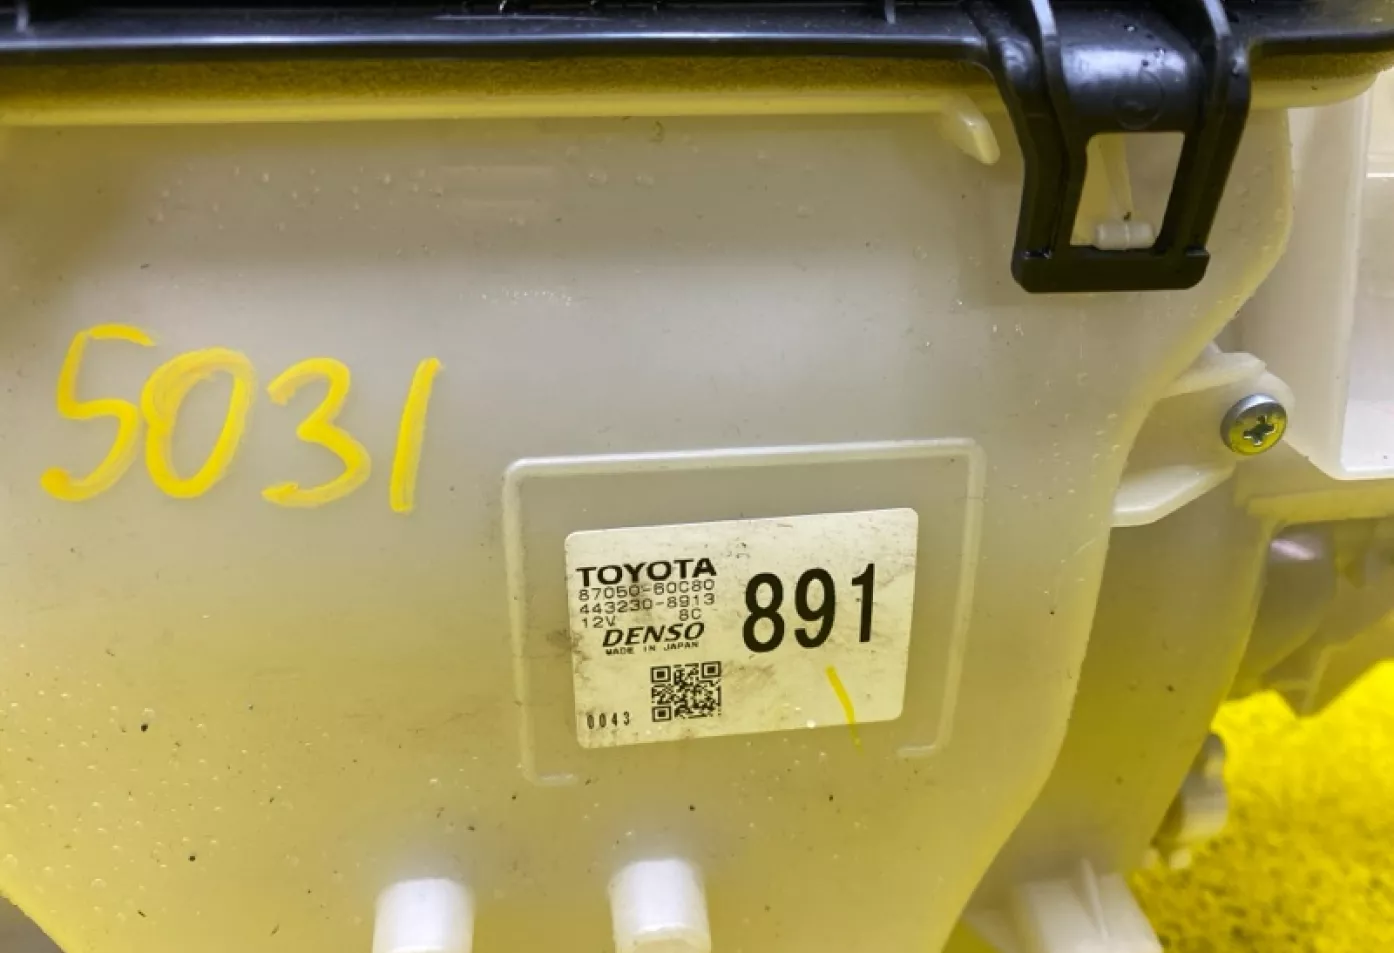 5031
TOYOTA
87050-60C80
443230-8913
12V 8C
DENSO
MADE IN JAPAN
891
0043